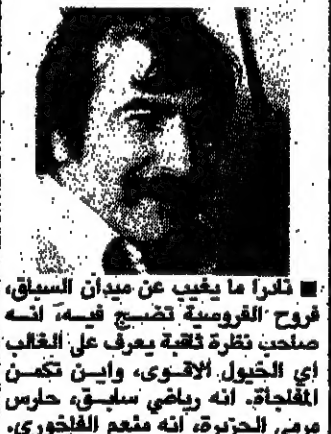 ■ نادرا ما يغيب عن ميدان السباق،
فروح الفروسية تضج فيه، انه
صاحب نظرة ثاقبة يعرف على الغالب
اي الخيول الاقوى، واين تكمن
المفاجأة. انه رياضي سابق، حارس
مرمى الجزيرة، انه منعم الفاخوري.